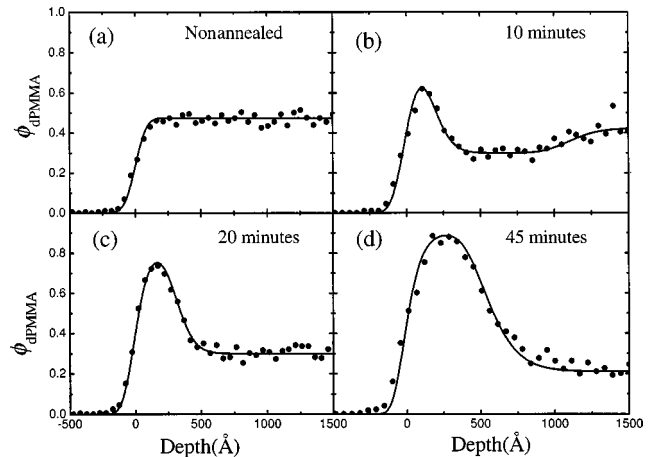 (a) Nonannealed
(b) 10 minutes
1.0
0.8
0.6
0.4
0.2
0.0
ϕdPMMA
(c) 20 minutes
(d) 45 minutes
0.8
0.6
0.4
0.2
0.0
ϕdPMMA
-500 0 500 1000 1500
0 500 1000 1500
Depth(Å) Depth(Å)